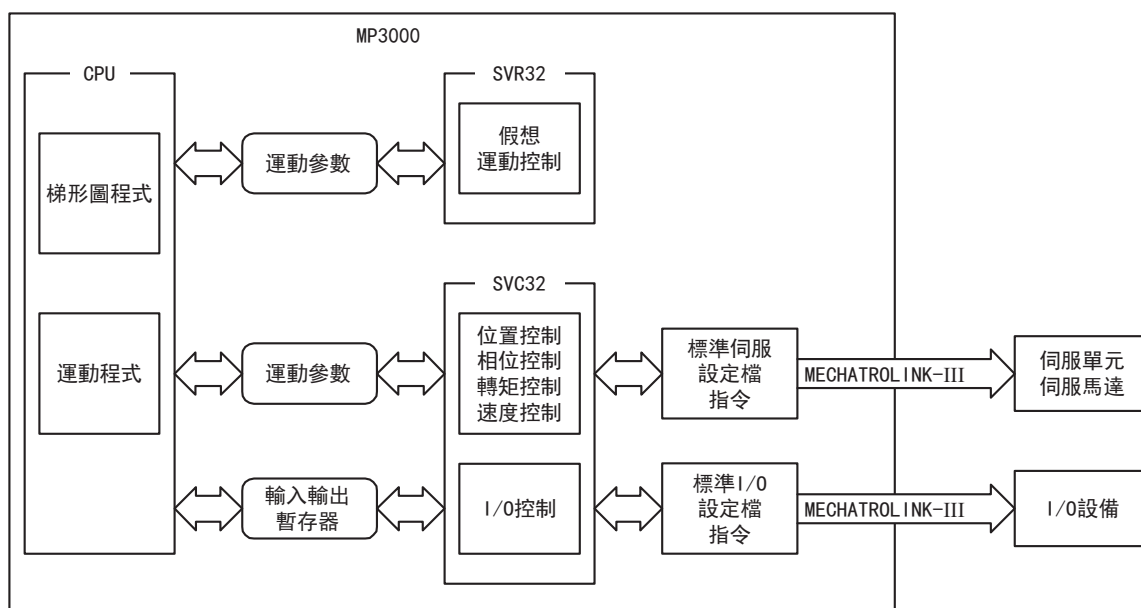 MP3000
CPU
SVR32
梯形圖程式
運動參數
假想
運動控制
SVC32
運動程式
運動參數
位置控制
相位控制
轉矩控制
速度控制
標準伺服
設定檔
指令
MECHATROLINK-III
伺服單元
伺服馬達
輸入輸出
暫存器
I/O控制
標準I/O
設定檔
指令
MECHATROLINK-III
I/O設備